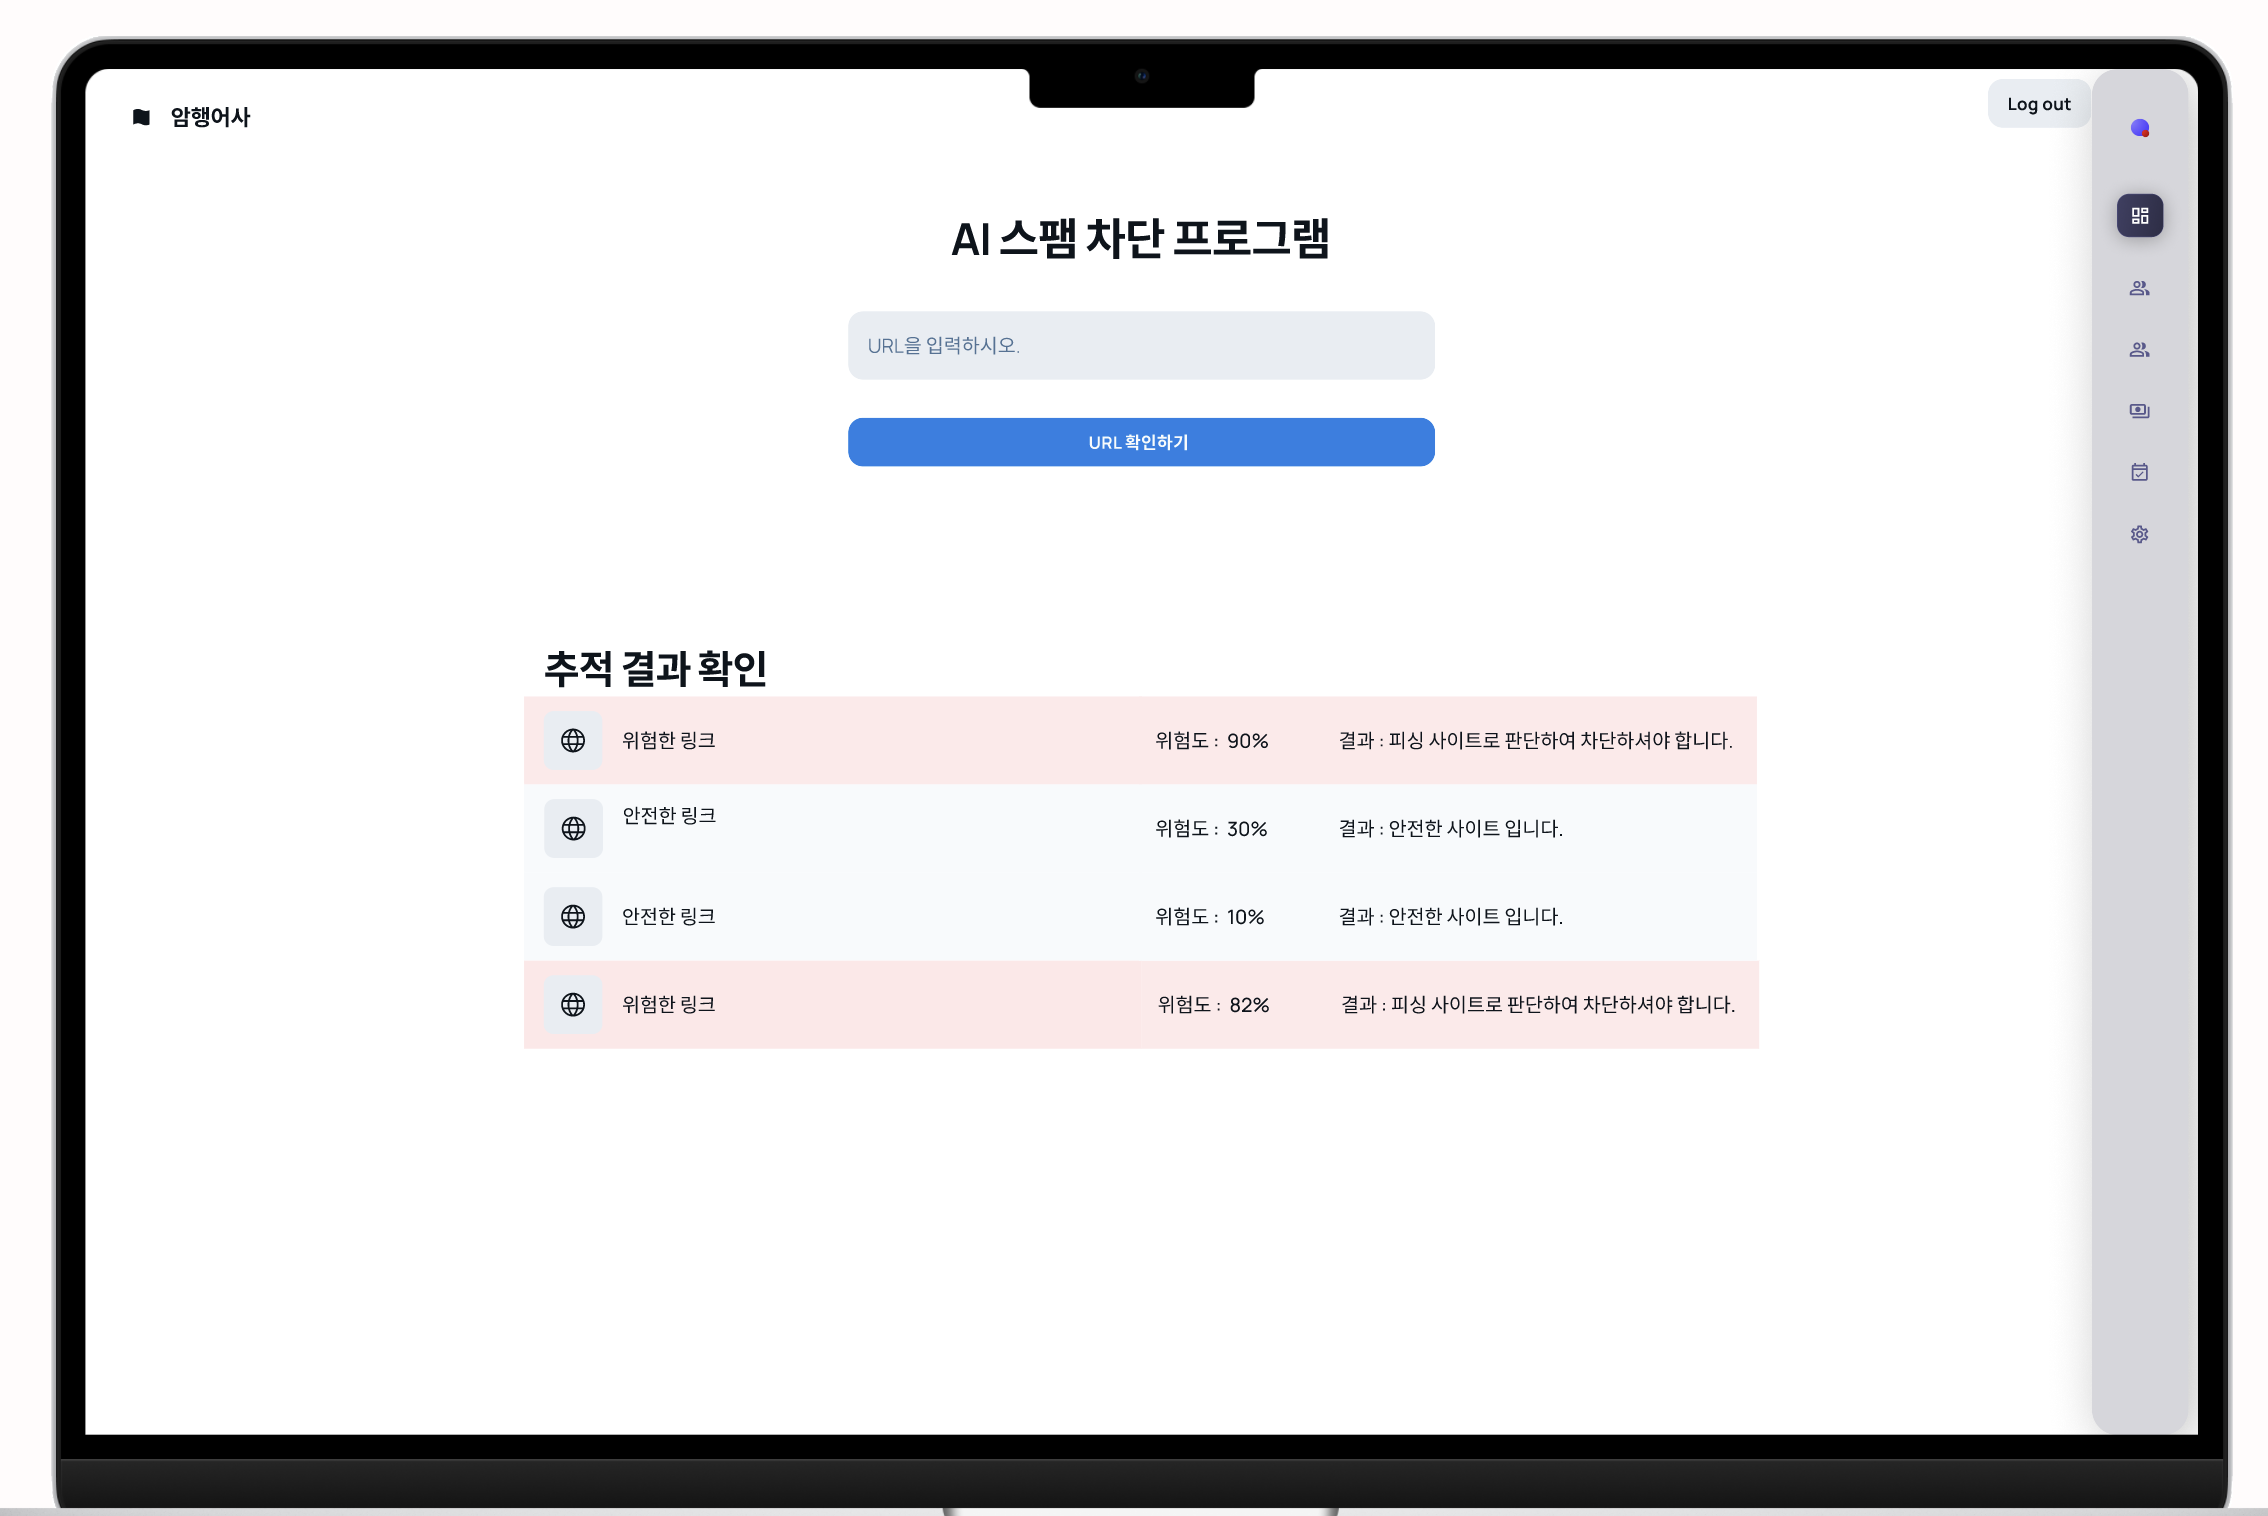 암행어사
Log out
AI 스팸 차단 프로그램
URL을 입력하시오.
URL 확인하기
추적 결과 확인
위험한 링크 위험도 : 90% 결과 : 피싱 사이트로 판단하여 차단하셔야 합니다.
안전한 링크 위험도 : 30% 결과 : 안전한 사이트 입니다.
안전한 링크 위험도 : 10% 결과 : 안전한 사이트 입니다.
위험한 링크 위험도 : 82% 결과 : 피싱 사이트로 판단하여 차단하셔야 합니다.